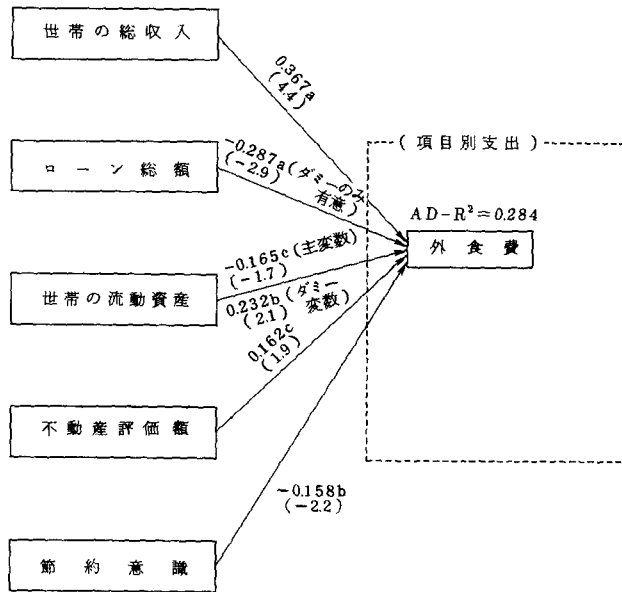 世帯の総収入
0.367a
(4.4)
ローン総額
-0.287a(ダミーのみ
(-2.9) 有意)
(項目別支出)
AD-R²=0.284
外食費
世帯の流動資産
-0.165c(主変数)
(-1.7)
0.232b(ダミー
(2.1) 変数)
0.162c
(1.9)
不動産評価額
-0.158b
(-2.2)
節約意識